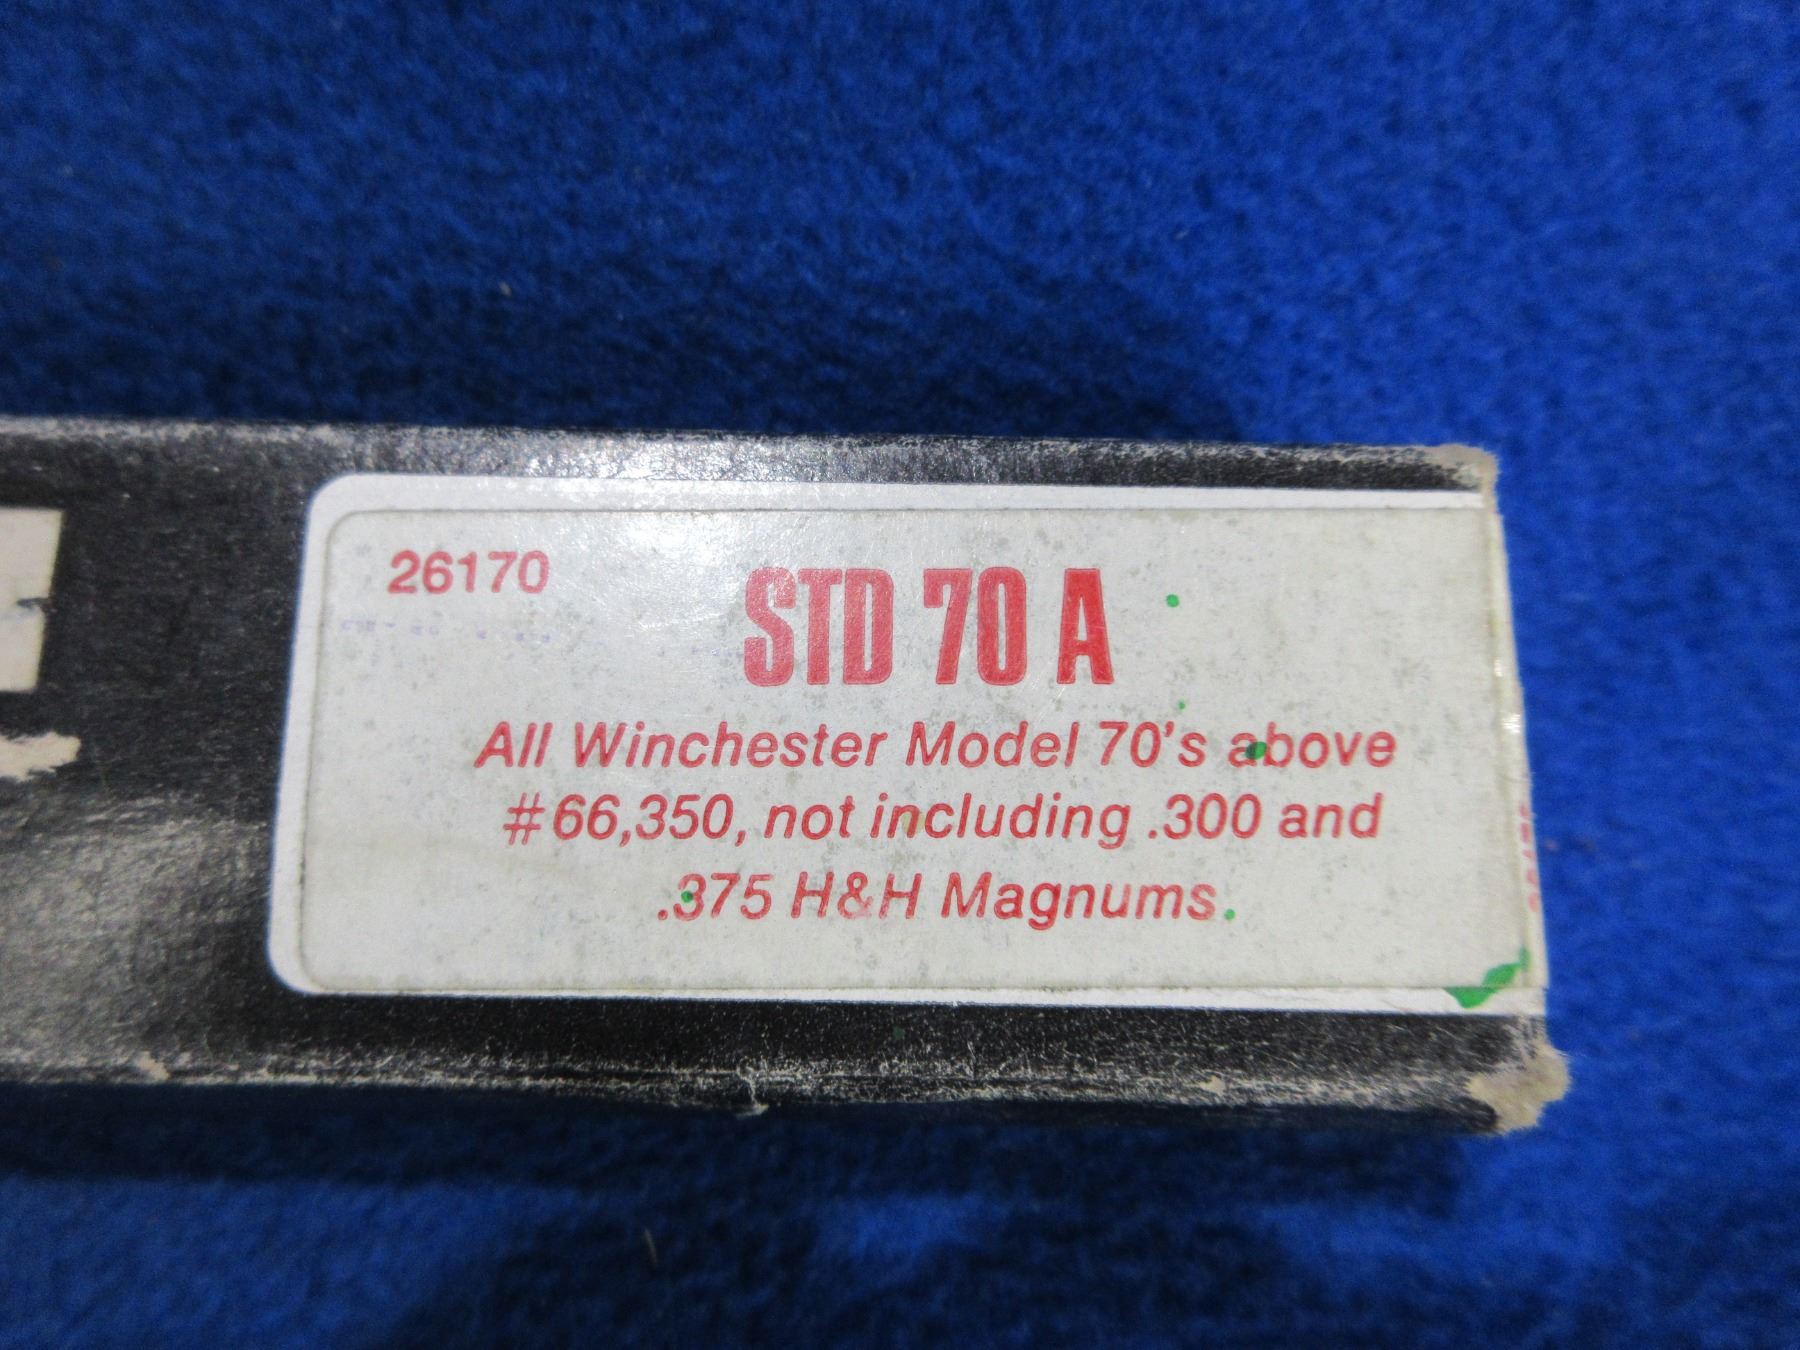 26170
STD 70 A
All Winchester Model 70's above
#66,350, not including .300 and
.375 H&H Magnums.